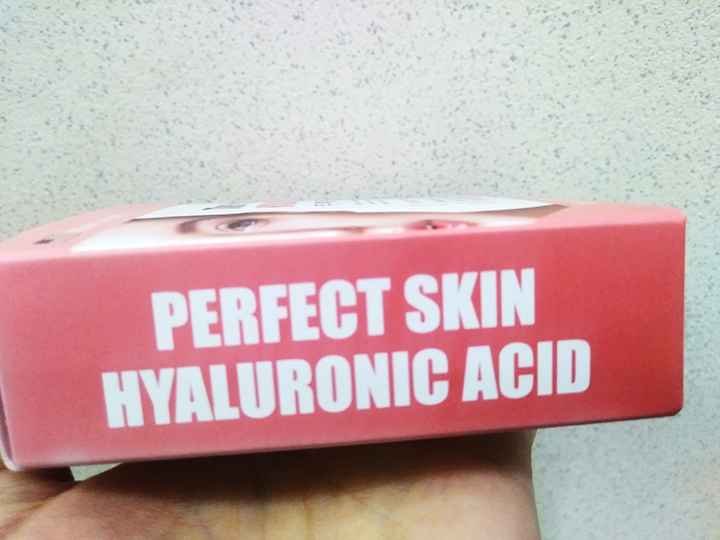 PERFECT SKIN
HYALURONIC ACID